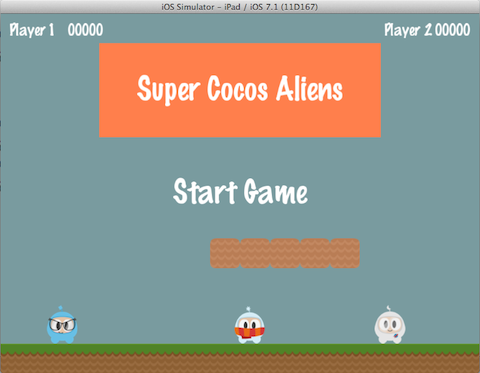 iOS Simulator - iPad / iOS 7.1 (11D167)
Player 1 00000
Player 2 00000
Super Cocos Aliens
Start Game